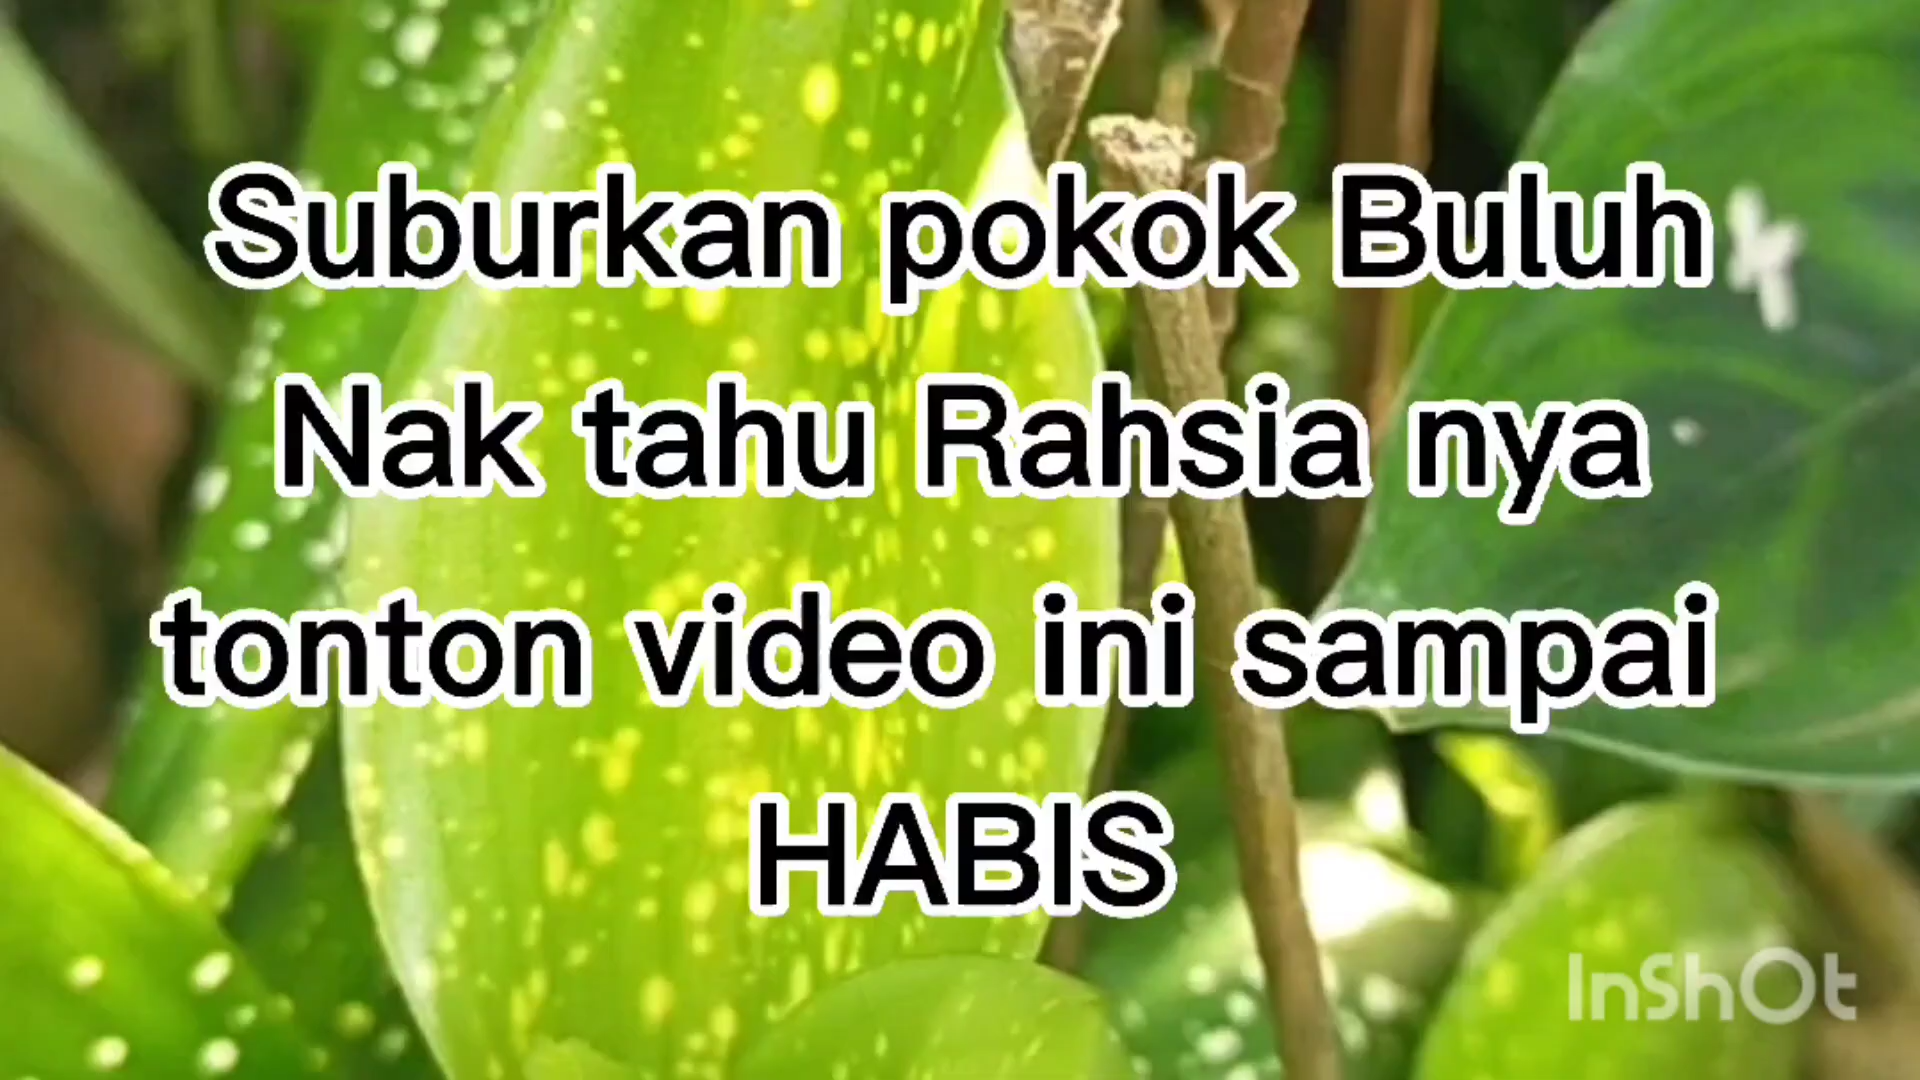 Suburkan pokok Buluh
Nak tahu Rahsia nya
tonton video ini sampai
HABIS
InShOt